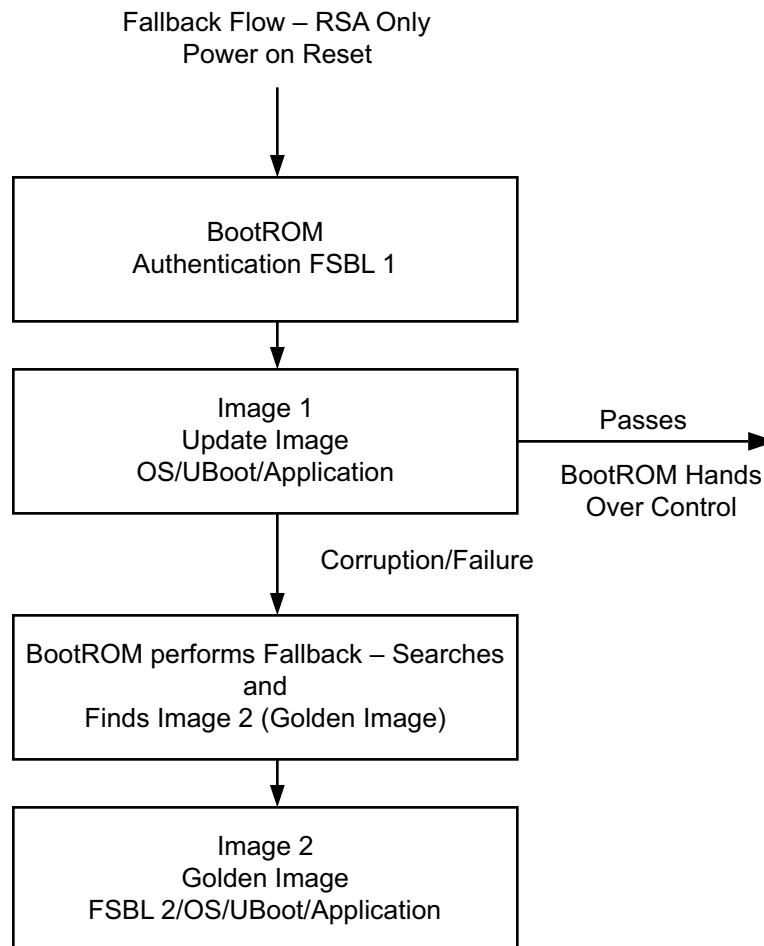 Fallback Flow – RSA Only
Power on Reset
BootROM
Authentication FSBL 1
Image 1
Update Image
OS/UBoot/Application
Passes
BootROM Hands
Over Control
Corruption/Failure
BootROM performs Fallback – Searches
and
Finds Image 2 (Golden Image)
Image 2
Golden Image
FSBL 2/OS/UBoot/Application